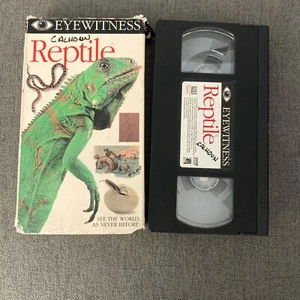 EYEWITNESS
CALHOUN
Reptile
SEE THE WORLD
AS NEVER BEFORE
EYEWITNESS
Reptile
CALHOUN